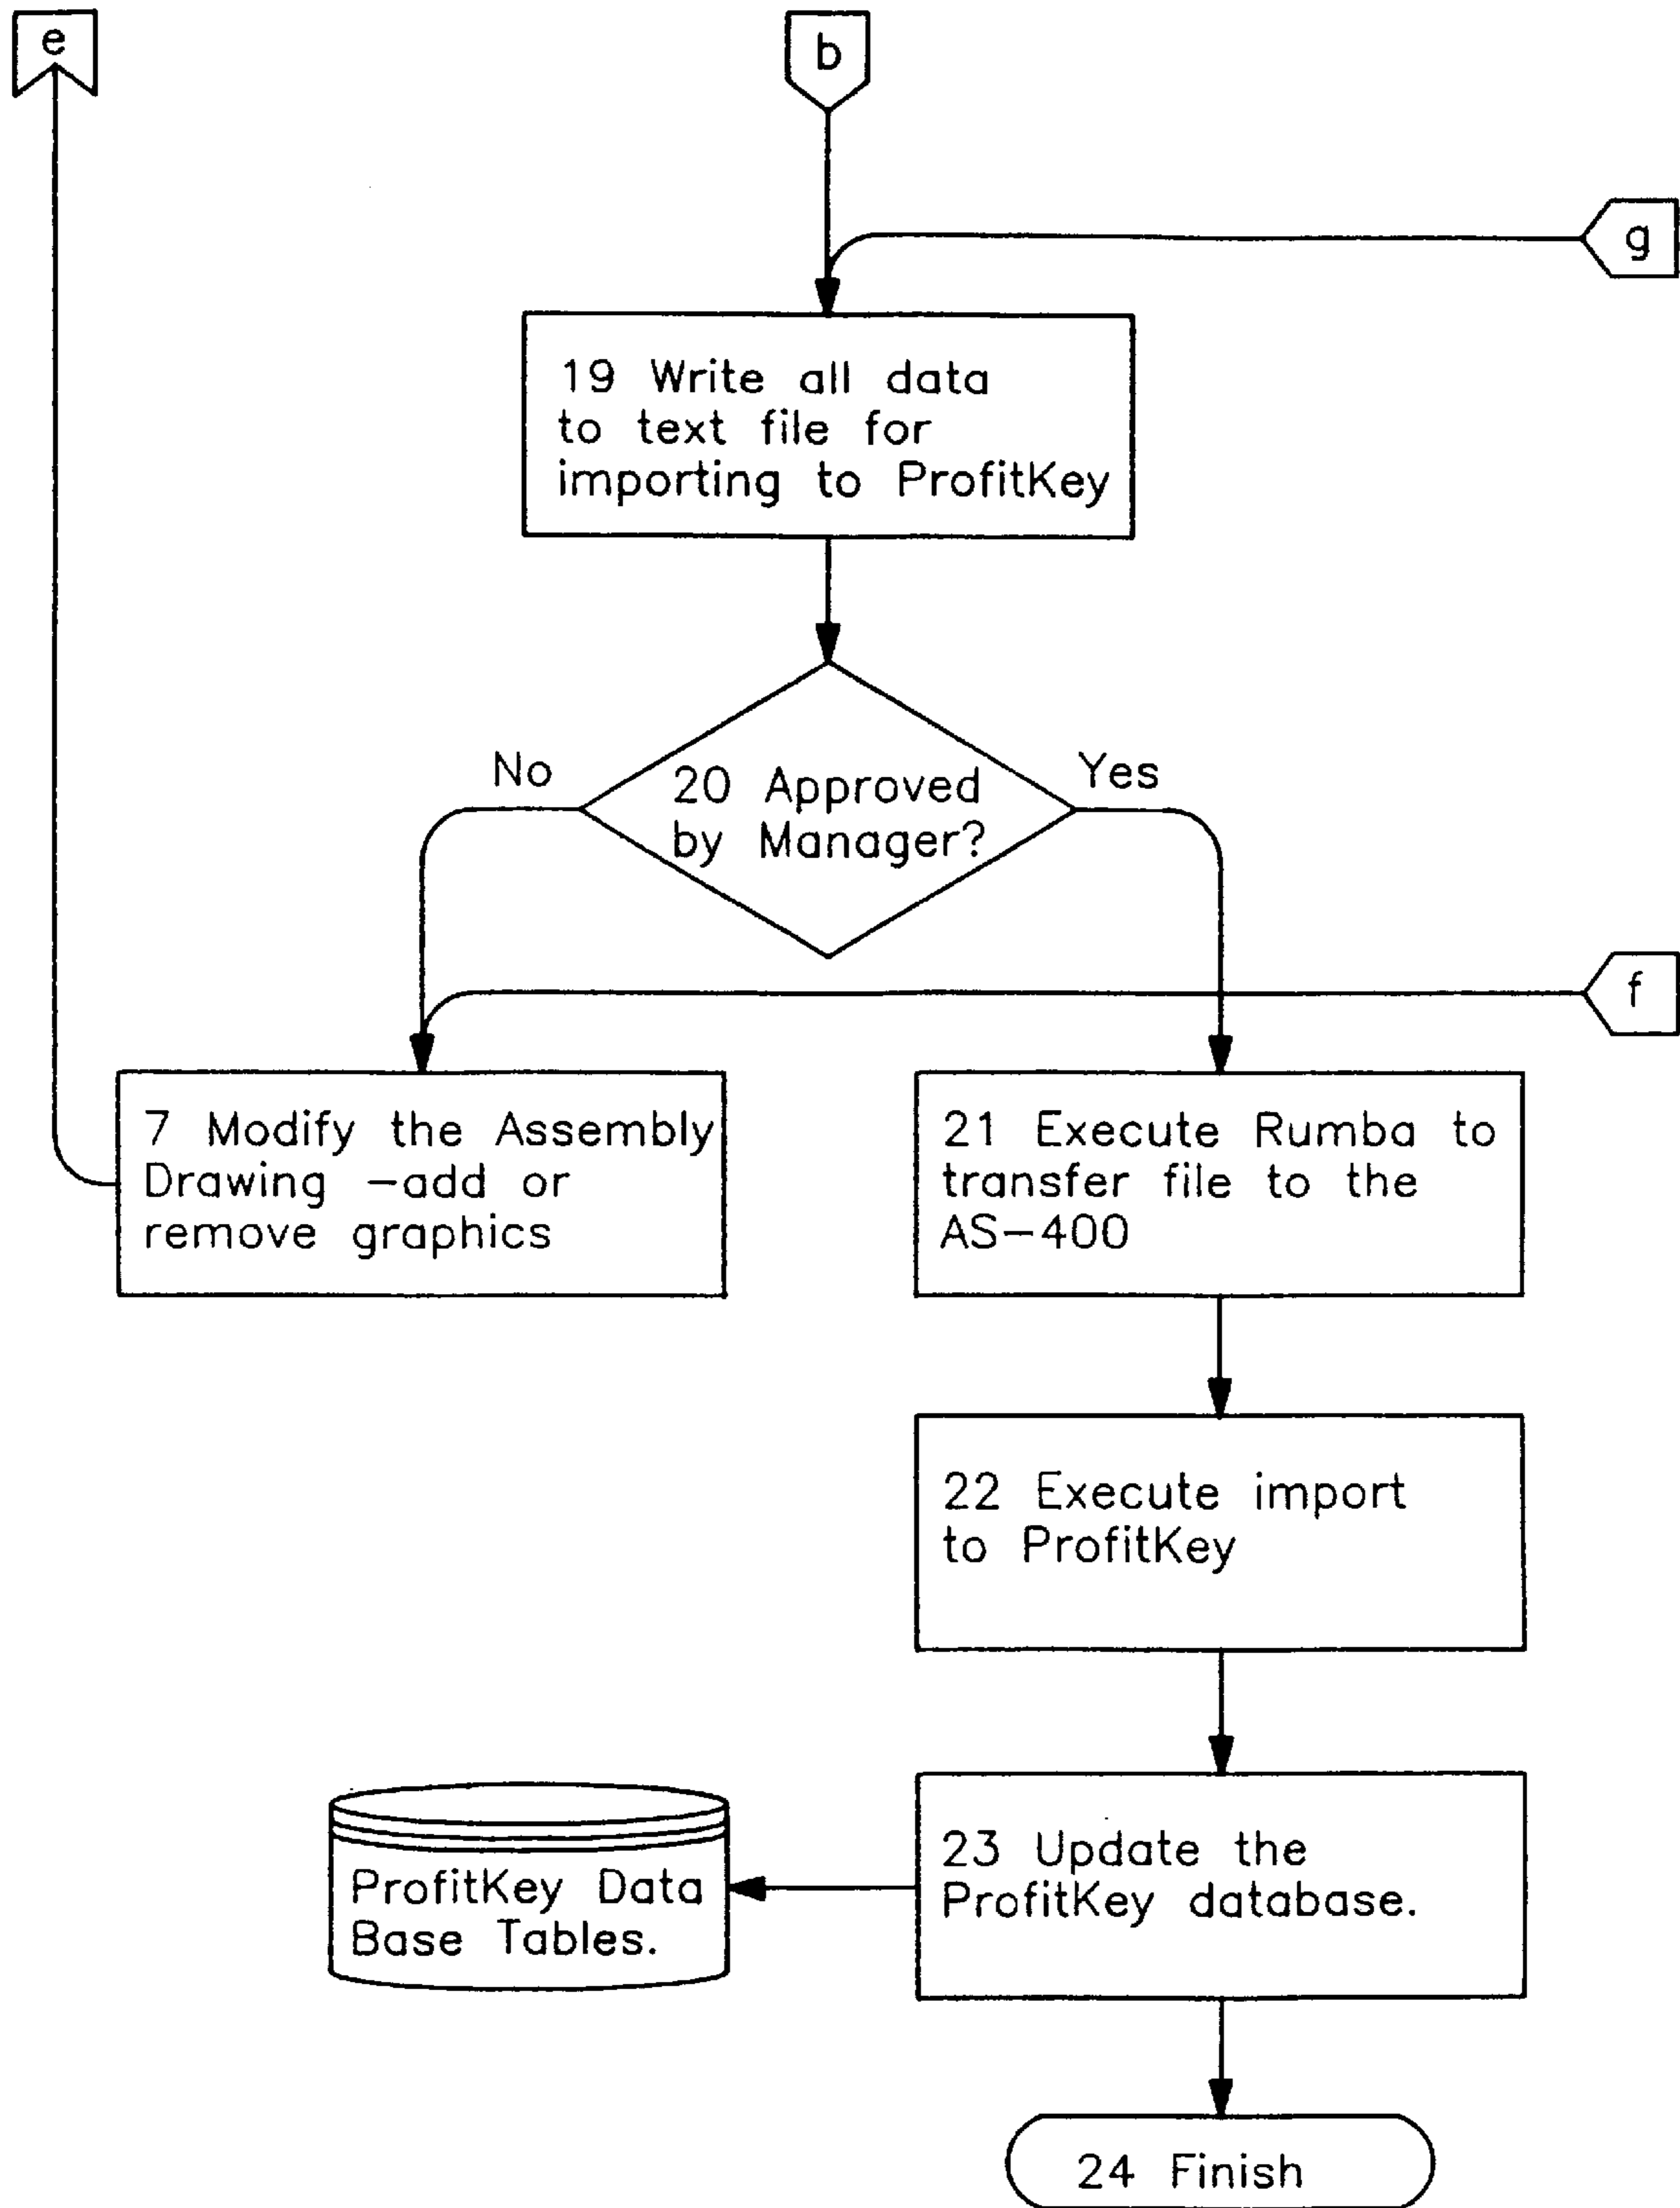 e
b
g
19 Write all data
to text file for
importing to ProfitKey
No
Yes
20 Approved
by Manager?
f
7 Modify the Assembly
Drawing -add or
remove graphics
21 Execute Rumba to
transfer file to the
AS-400
22 Execute import
to ProfitKey
23 Update the
ProfitKey database.
ProfitKey Data
Base Tables.
24 Finish